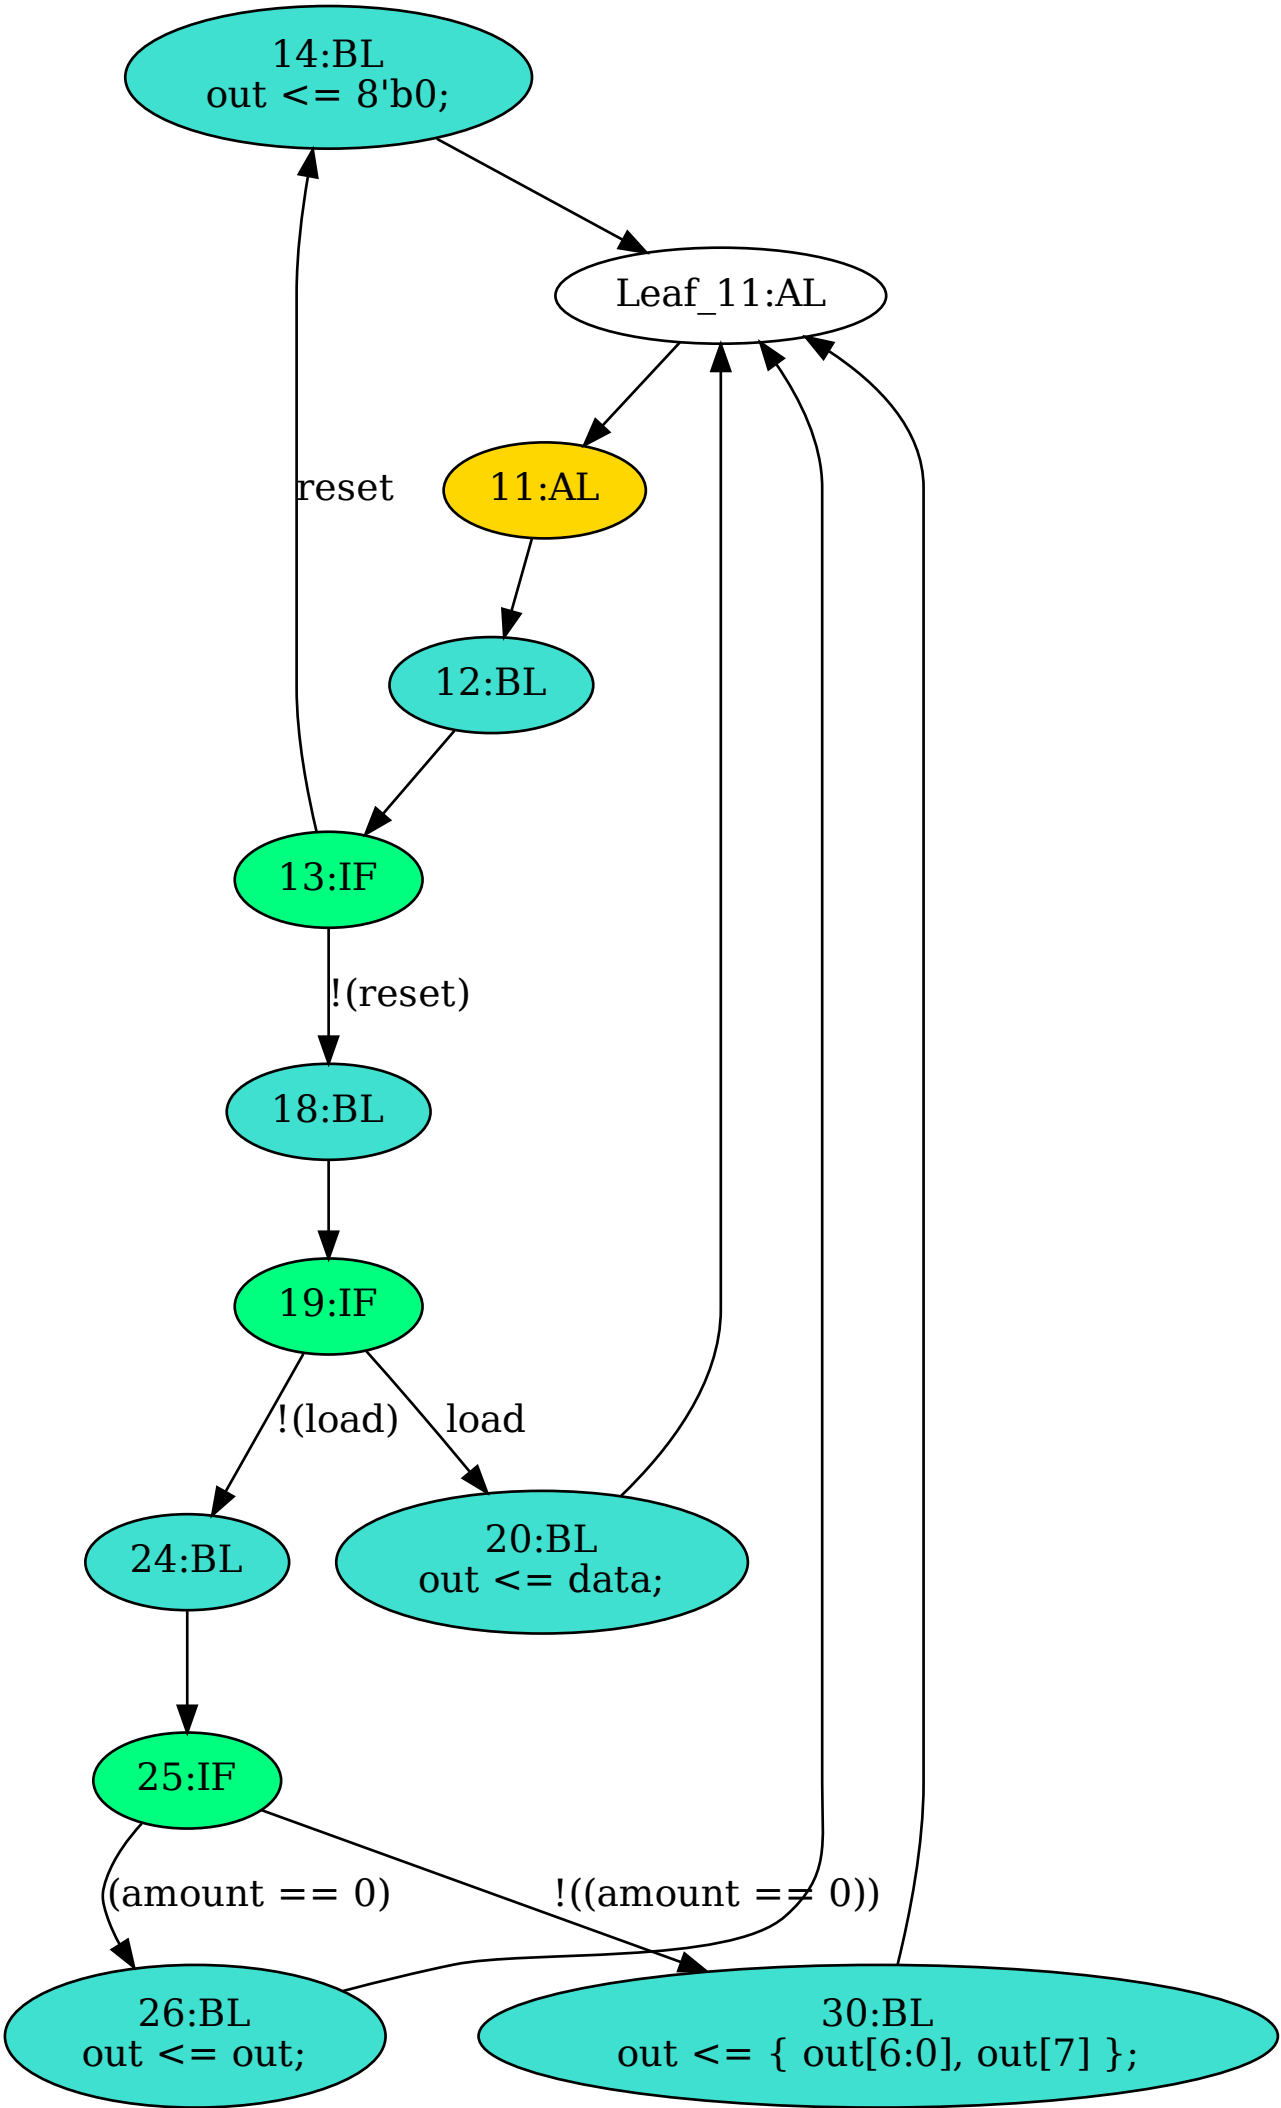 14:BL
out <= 8'b0;
Leaf_11:AL
reset
11:AL
12:BL
13:IF
!(reset)
18:BL
19:IF
!(load)
load
24:BL
20:BL
out <= data;
25:IF
(amount == 0)
!((amount == 0))
26:BL
out <= out;
30:BL
out <= { out[6:0], out[7] };